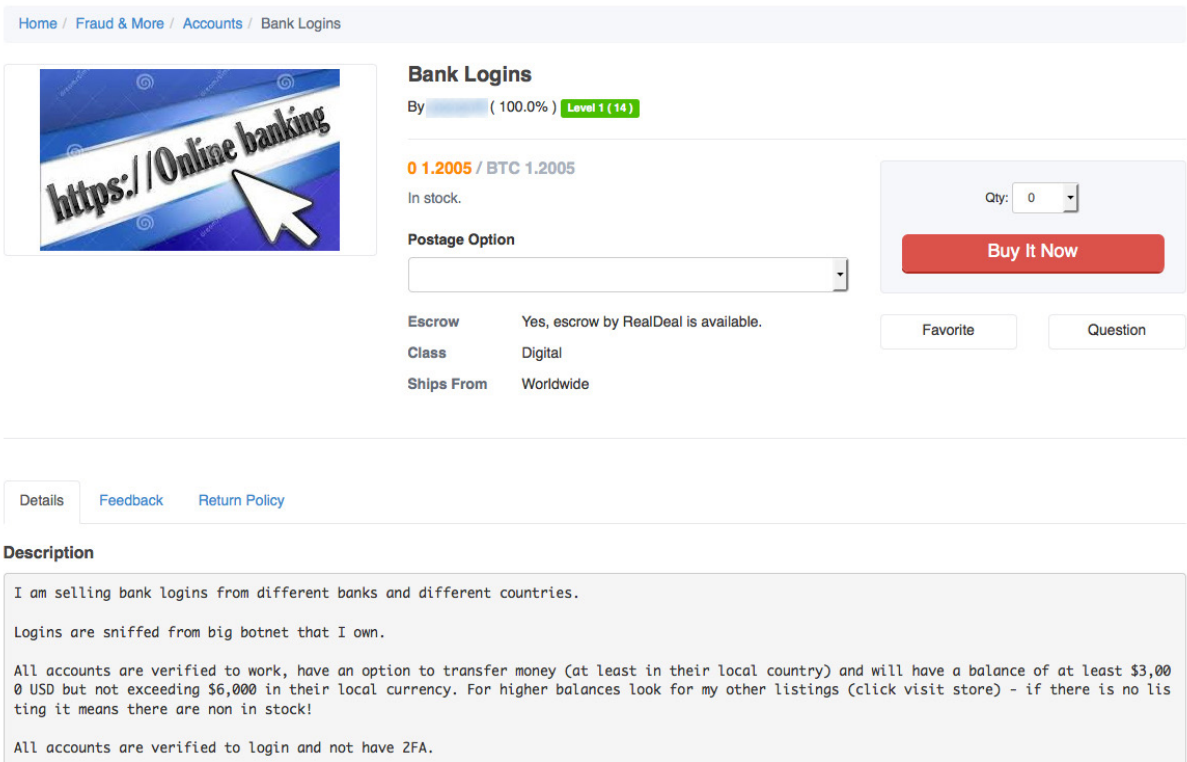 Home / Fraud & More / Accounts / Bank Logins
https://Online banking
Bank Logins
By ( 100.0% ) Level 1 ( 14 )
0 1.2005 / BTC 1.2005
In stock.
Postage Option
Escrow Yes, escrow by RealDeal is available.
Class Digital
Ships From Worldwide
Qty: 0
Buy It Now
Favorite Question
Details Feedback Return Policy
Description
I am selling bank logins from different banks and different countries.
Logins are sniffed from big botnet that I own.
All accounts are verified to work, have an option to transfer money (at least in their local country) and will have a balance of at least $3,00
0 USD but not exceeding $6,000 in their local currency. For higher balances look for my other listings (click visit store) - if there is no lis
ting it means there are non in stock!
All accounts are verified to login and not have 2FA.